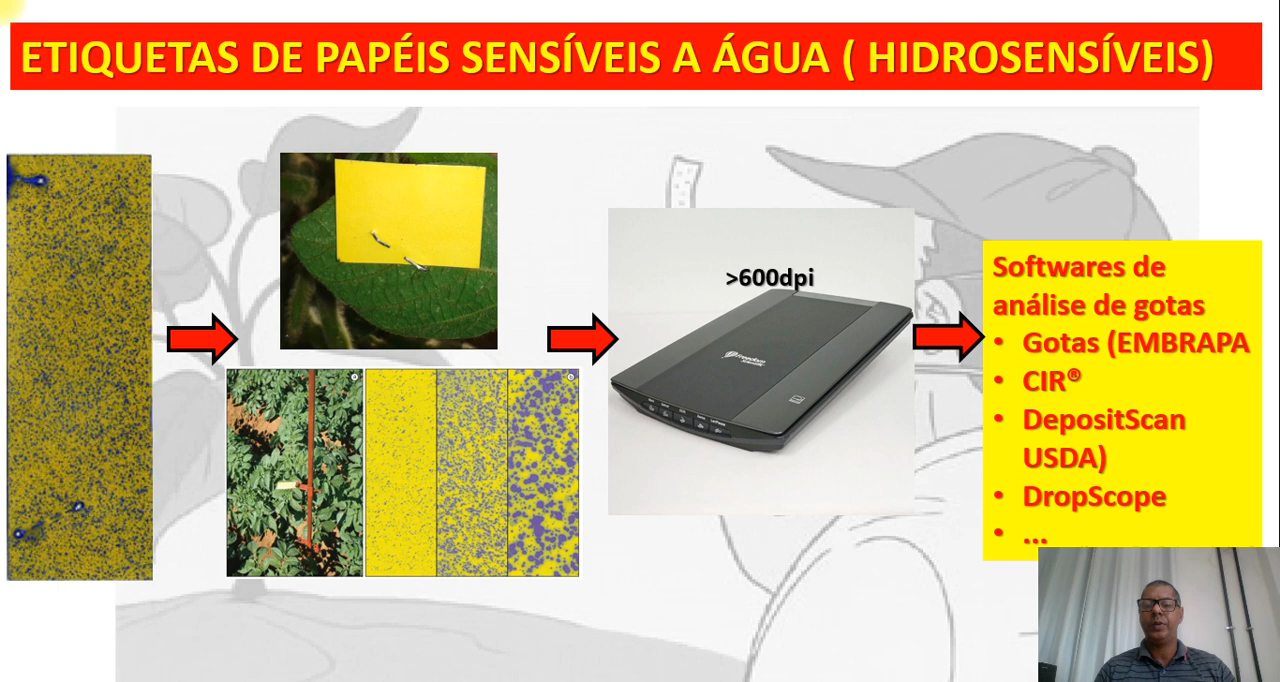 ETIQUETAS DE PAPÉIS SENSÍVEIS A ÁGUA ( HIDROSENSÍVEIS)
>600dpi
Softwares de
análise de gotas
• Gotas (EMBRAPA
• CIR®
• DepositScan
USDA)
• DropScope
• ...
a
b